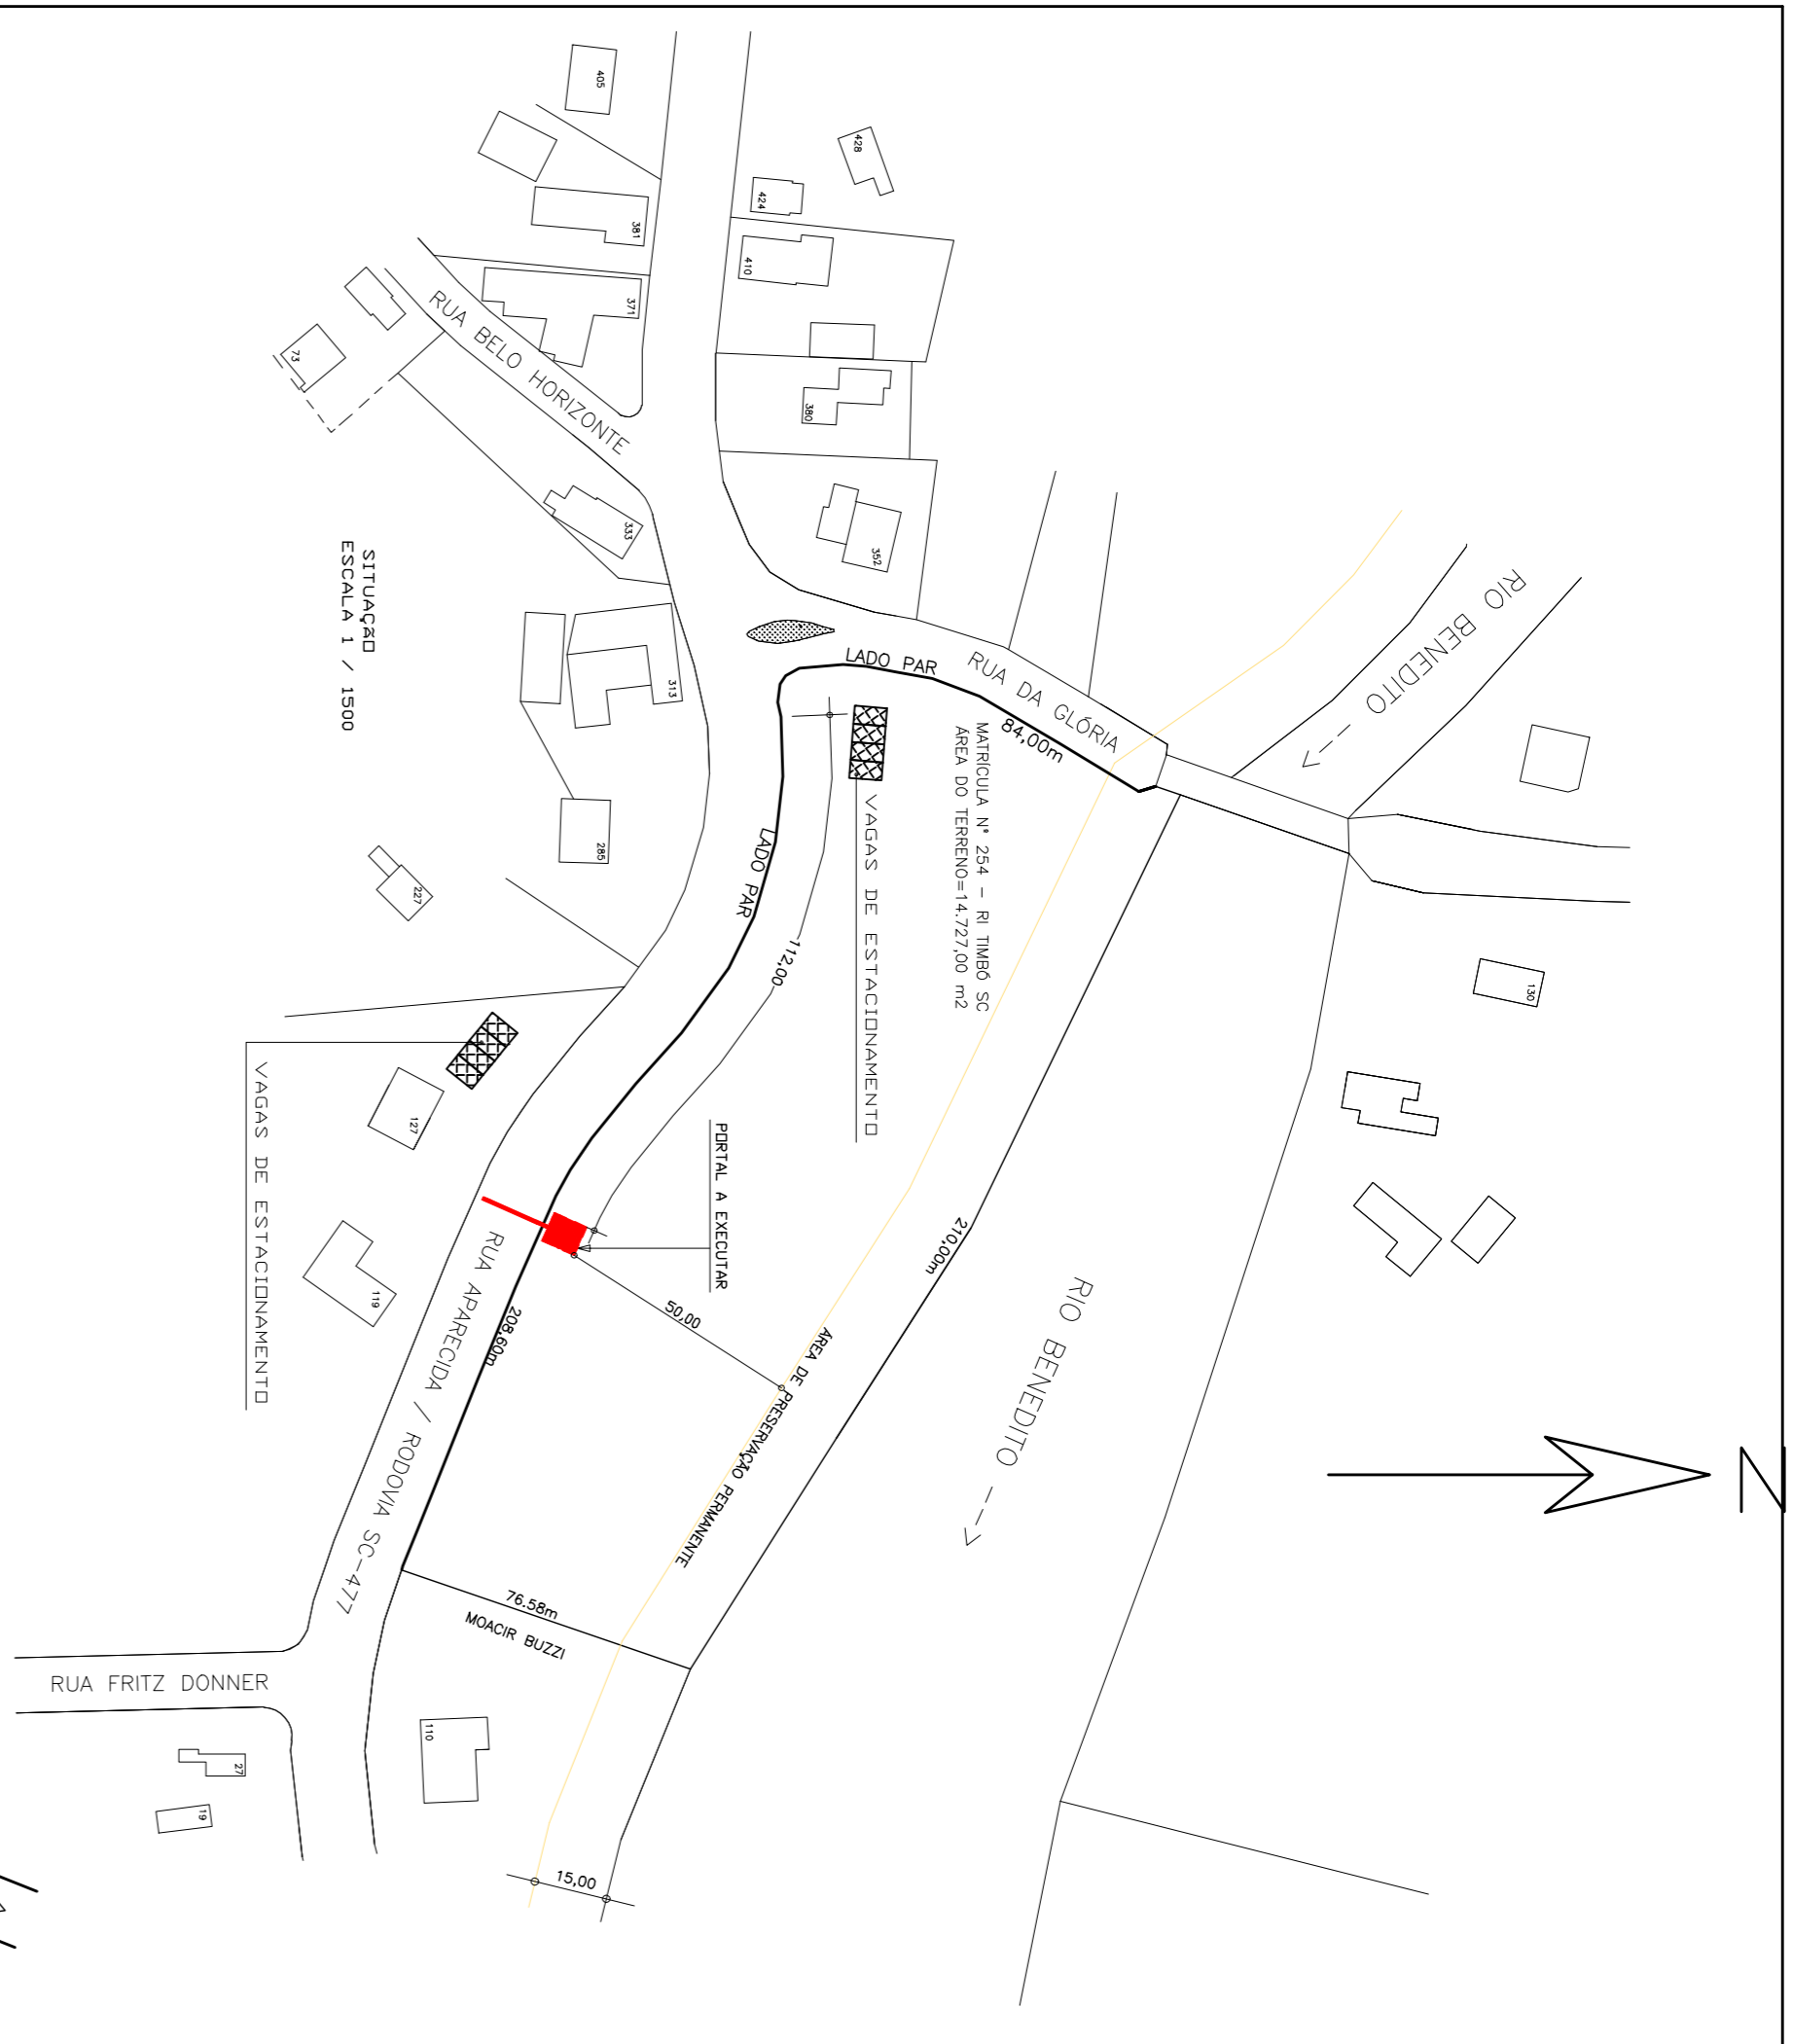 405
428
424
381
410
371
RUA BELO HORIZONTE
73
380
333
352
SITUAÇÃO
ESCALA 1 / 1500
RIO BENEDITO
LADO PAR
RUA DA GLÓRIA
84,00m
313
MATRÍCULA N° 254 - RI TIMBÓ SC
ÁREA DO TERRENO=14.727,00 m2
VAGAS DE ESTACIONAMENTO
LADO PAR
285
227
112,00
130
127
VAGAS DE ESTACIONAMENTO
PORTAL A EXECUTAR
119
210,00m
RIO BENEDITO
50,00
208,60m
RUA APARECIDA // RODOVIA SC-477
ÁREA DE PRESERVAÇÃO PERMANENTE
N
76.58m
MOACIR BUZZI
RUA FRITZ DONNER
110
27
19
15,00